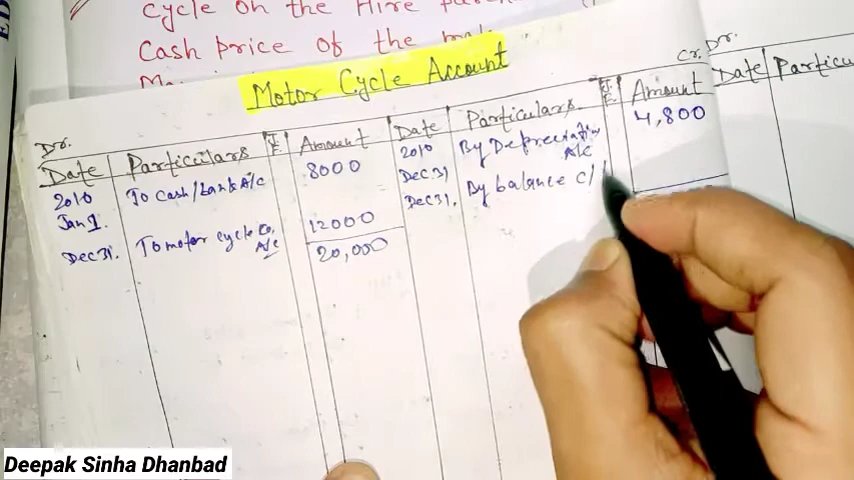 Cycle on the Hire
Cash price of the
Motor Cycle Account
Dr.
Cr.
Date Particulars J.F. Amount Date Particulars J.F. Amount
2010 To Cash/bank A/c 8000 2010 By Depreciation 4,800
Jan 1. Dec 31 A/c
Dec 31. To motor cycle Co. 12000 Dec 31. By balance c/
A/c
20,000
Dr.
Date Particu
Deepak Sinha Dhanbad